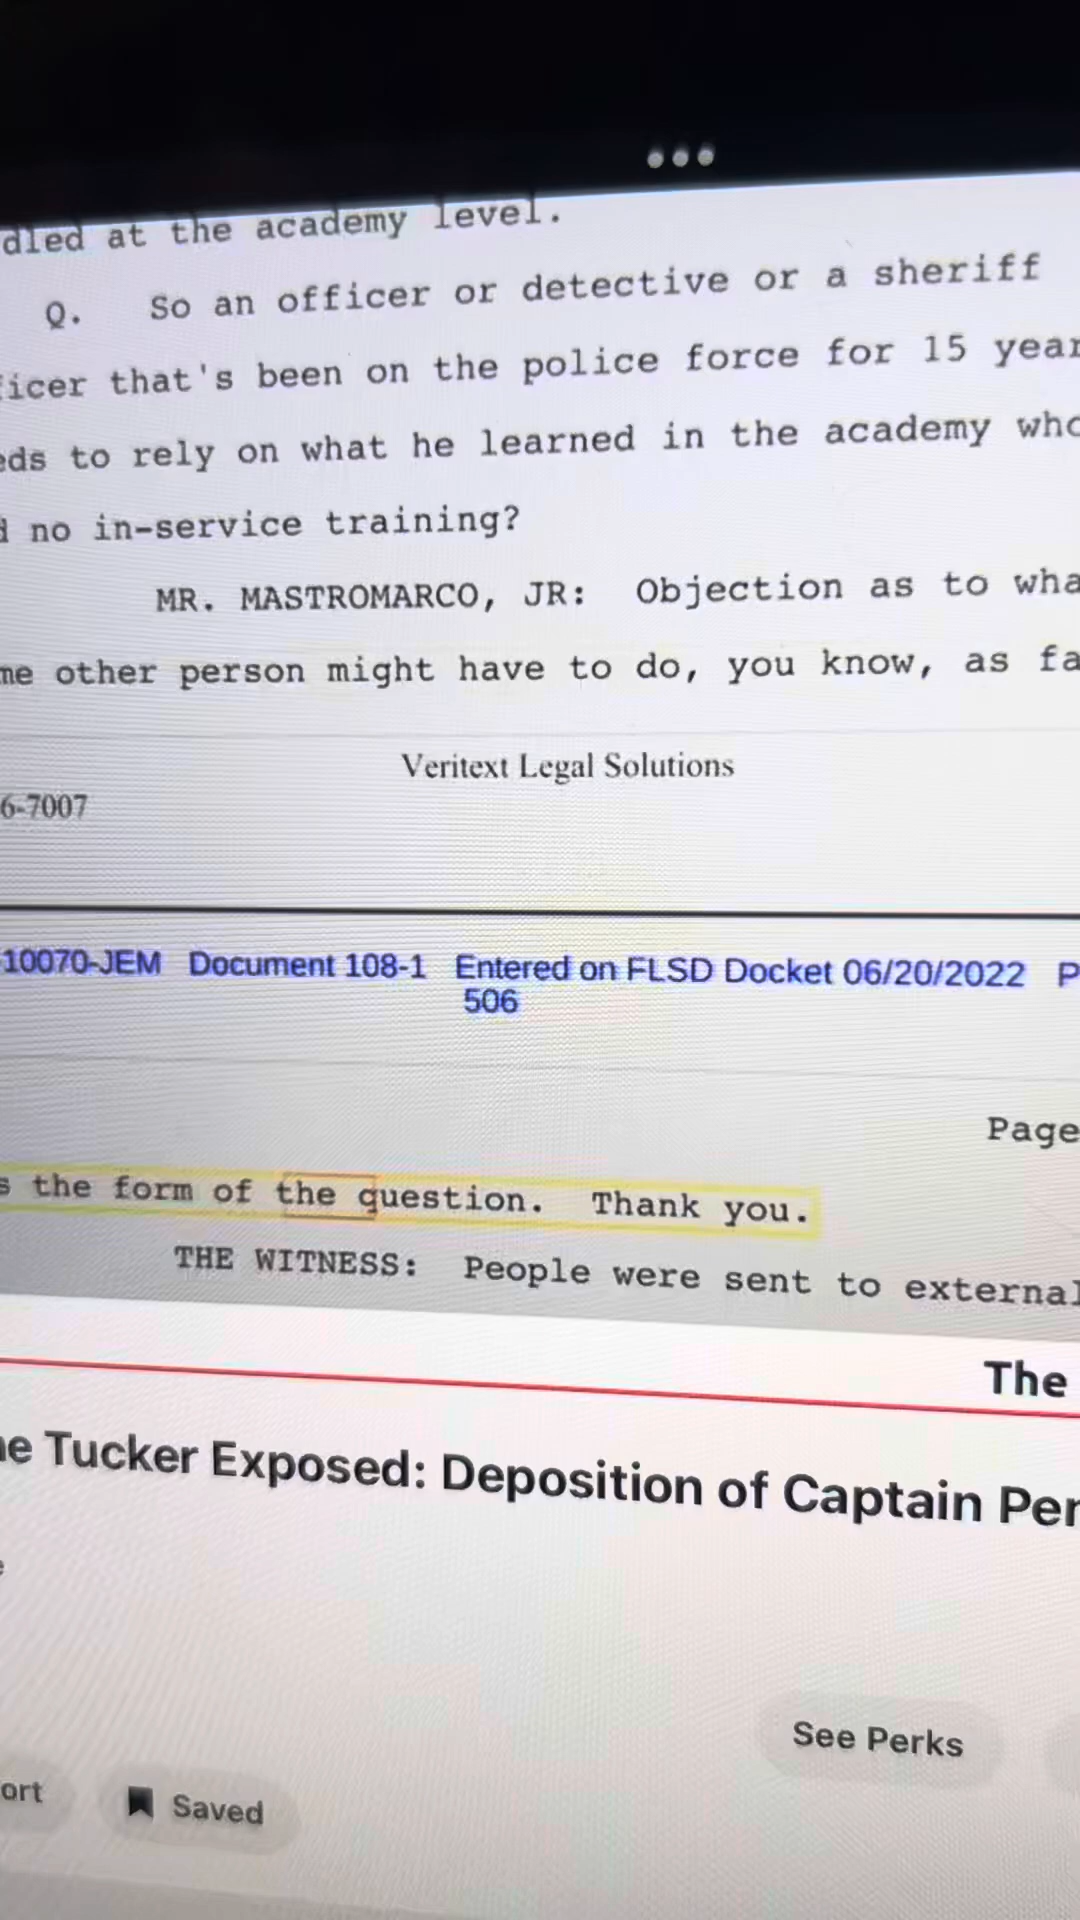 dled at the academy level.
Q. So an officer or detective or a sheriff
icer that's been on the police force for 15 year
eds to rely on what he learned in the academy who
d no in-service training?
MR. MASTROMARCO, JR: Objection as to wha
me other person might have to do, you know, as fa
Veritext Legal Solutions
6-7007
10070-JEM Document 108-1 Entered on FLSD Docket 06/20/2022 P
506
Page
s the form of the question. Thank you.
THE WITNESS: People were sent to external
The
e Tucker Exposed: Deposition of Captain Pen
See Perks
ort
Saved